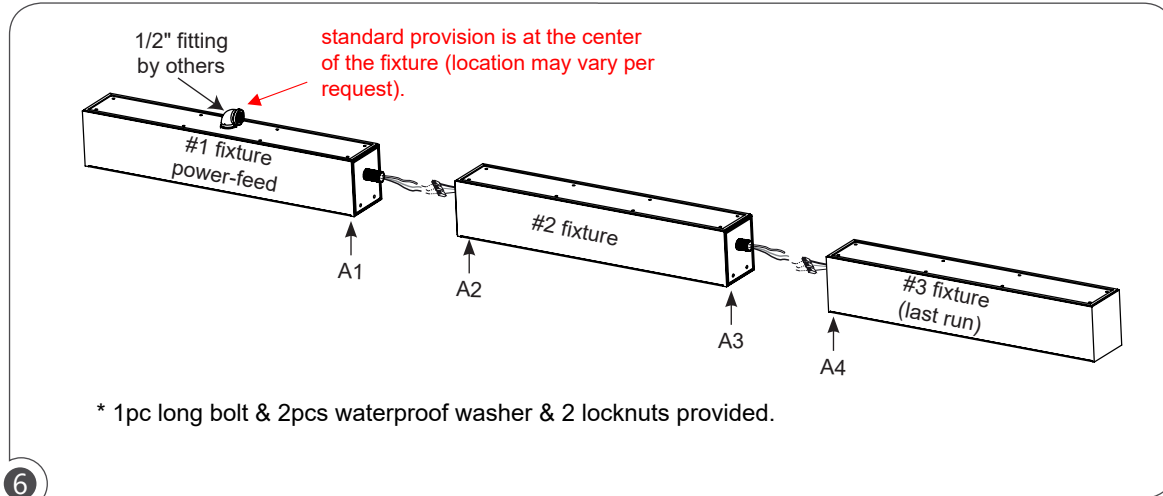 1/2" fitting
by others
standard provision is at the center
of the fixture (location may vary per
request).
#1 fixture
power-feed
#2 fixture
#3 fixture
(last run)
A1
A2
A3
A4
* 1pc long bolt & 2pcs waterproof washer & 2 locknuts provided.
6